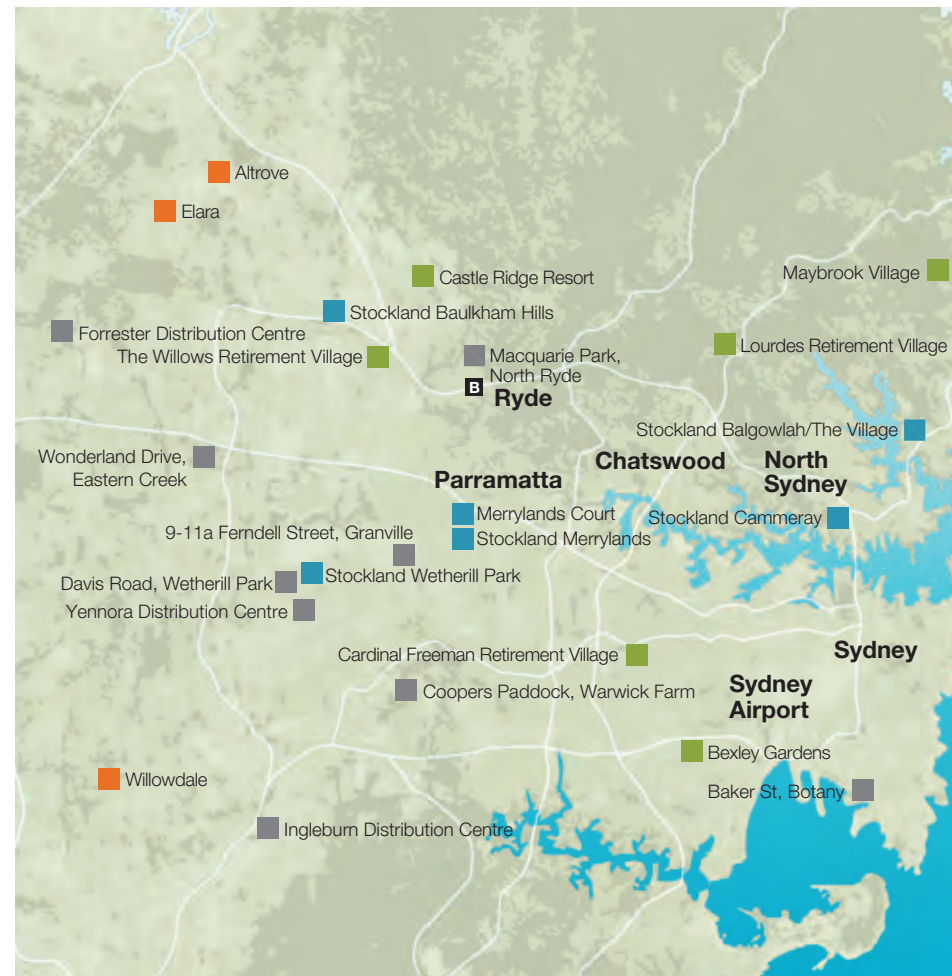 Altrove
Elara
Castle Ridge Resort
Maybrook Village
Stockland Baulkham Hills
Forrester Distribution Centre
The Willows Retirement Village
Macquarie Park,
North Ryde
Lourdes Retirement Village
B
Ryde
Stockland Balgowlah/The Village
Wonderland Drive,
Eastern Creek
Parramatta
Chatswood
North
Sydney
Merrylands Court
Stockland Cammeray
9-11a Ferndell Street, Granville
Stockland Merrylands
Davis Road, Wetherill Park
Stockland Wetherill Park
Yennora Distribution Centre
Cardinal Freeman Retirement Village
Sydney
Coopers Paddock, Warwick Farm
Sydney
Airport
Bexley Gardens
Willowdale
Baker St, Botany
Ingleburn Distribution Centre